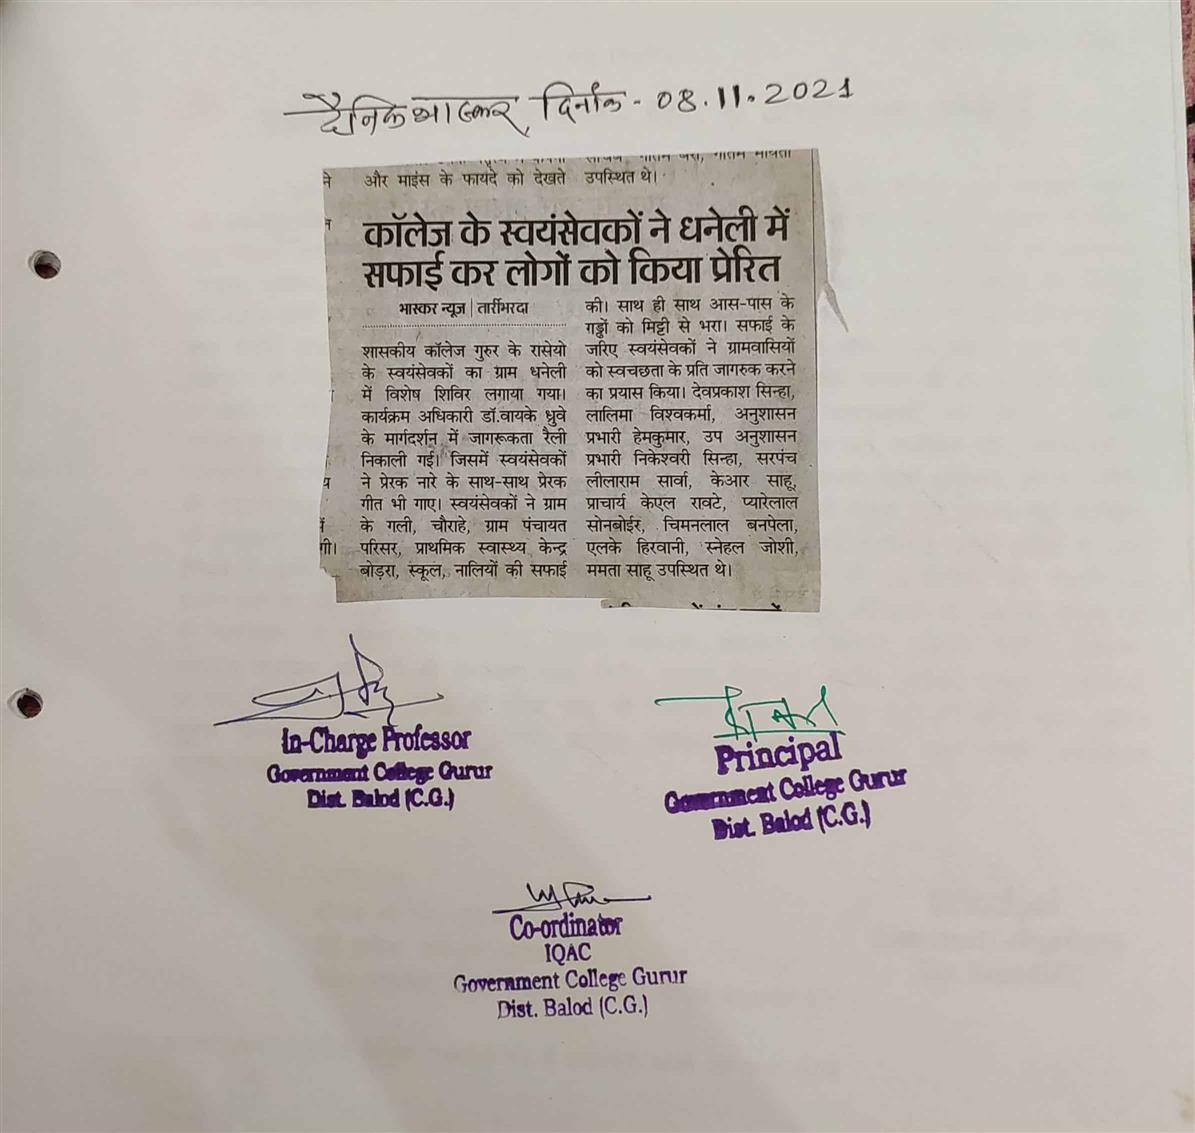 दैनिक भास्कर, दिनांक - 08.11.2021
ने
और माइंस के फायदे को देखते
उपस्थित थे।
कॉलेज के स्वयंसेवकों ने धनेली में
सफाई कर लोगों को किया प्रेरित
भास्कर न्यूज | तार्रीभरदा
शासकीय कॉलेज गुरुर के रासेयो
के स्वयंसेवकों का ग्राम धनेली
में विशेष शिविर लगाया गया।
कार्यक्रम अधिकारी डॉ.वायके ध्रुवे
के मार्गदर्शन में जागरूकता रैली
निकाली गई। जिसमें स्वयंसेवकों
ने प्रेरक नारे के साथ-साथ प्रेरक
गीत भी गाए। स्वयंसेवकों ने ग्राम
के गली, चौराहे, ग्राम पंचायत
परिसर, प्राथमिक स्वास्थ्य केन्द्र
बोड़रा, स्कूल, नालियों की सफाई
की। साथ ही साथ आस-पास के
गड्ढों को मिट्टी से भरा। सफाई के
जरिए स्वयंसेवकों ने ग्रामवासियों
को स्वचछता के प्रति जागरुक करने
का प्रयास किया। देवप्रकाश सिन्हा,
लालिमा विश्वकर्मा, अनुशासन
प्रभारी हेमकुमार, उप अनुशासन
प्रभारी निकेश्वरी सिन्हा, सरपंच
लीलाराम सार्वा, केआर साहू,
प्राचार्य केएल रावटे, प्यारेलाल
सोनबोईर, चिमनलाल बनपेला,
एलके हिरवानी, स्नेहल जोशी,
ममता साहू उपस्थित थे।
In-Charge Professor
Government College Gurur
Dist. Balod (C.G.)
Principal
Government College Gurur
Dist. Balod (C.G.)
Co-ordinator
IQAC
Government College Gurur
Dist. Balod (C.G.)